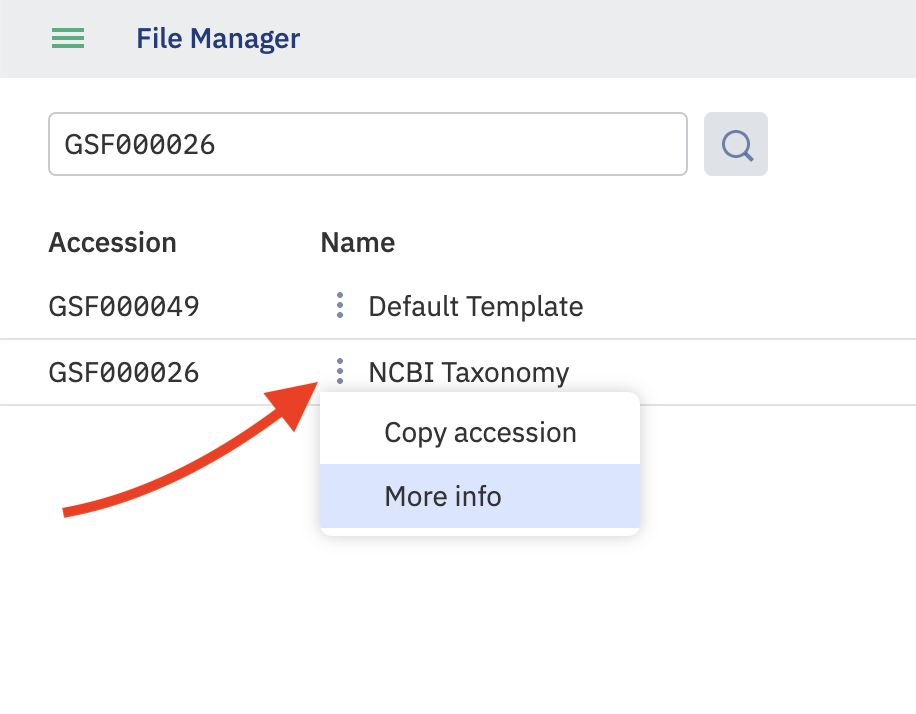 File Manager
GSF000026
Accession Name
GSF000049 Default Template
GSF000026 NCBI Taxonomy
Copy accession
More info